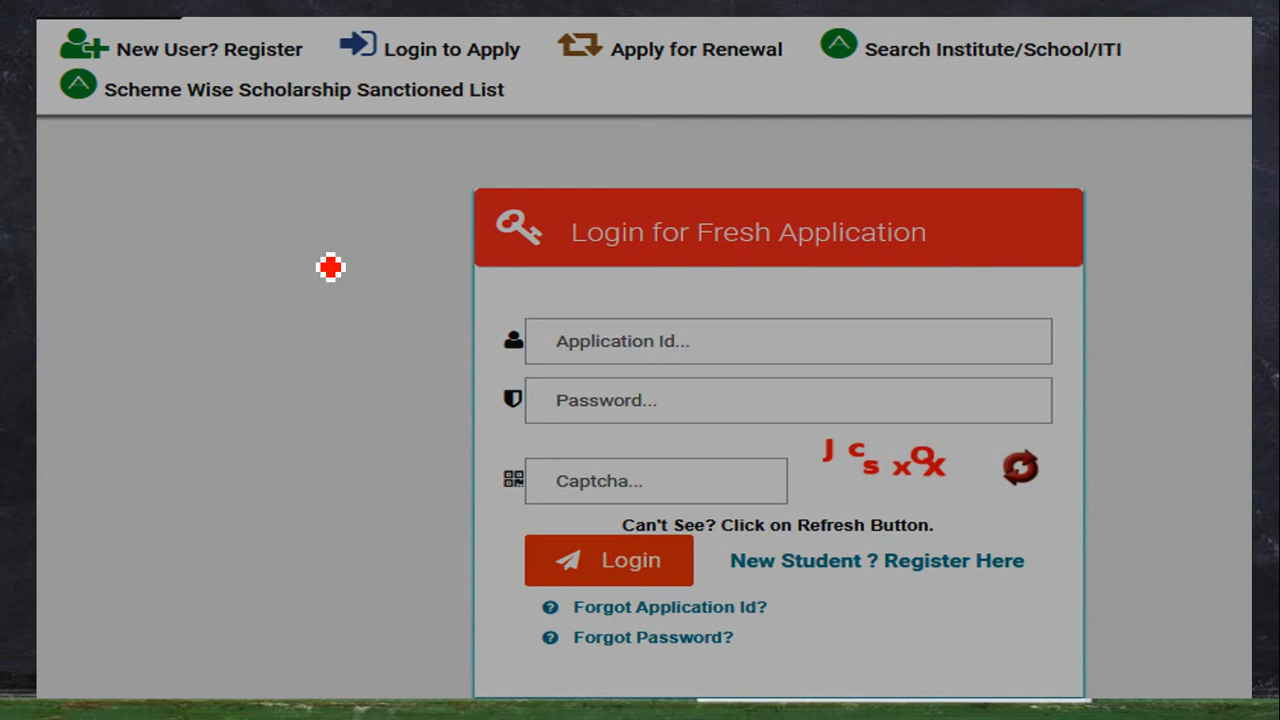 New User? Register Login to Apply Apply for Renewal Search Institute/School/ITI
Scheme Wise Scholarship Sanctioned List
Login for Fresh Application
Application Id...
Password...
J c s x Q X
Captcha...
Can't See? Click on Refresh Button.
Login New Student ? Register Here
Forgot Application Id?
Forgot Password?